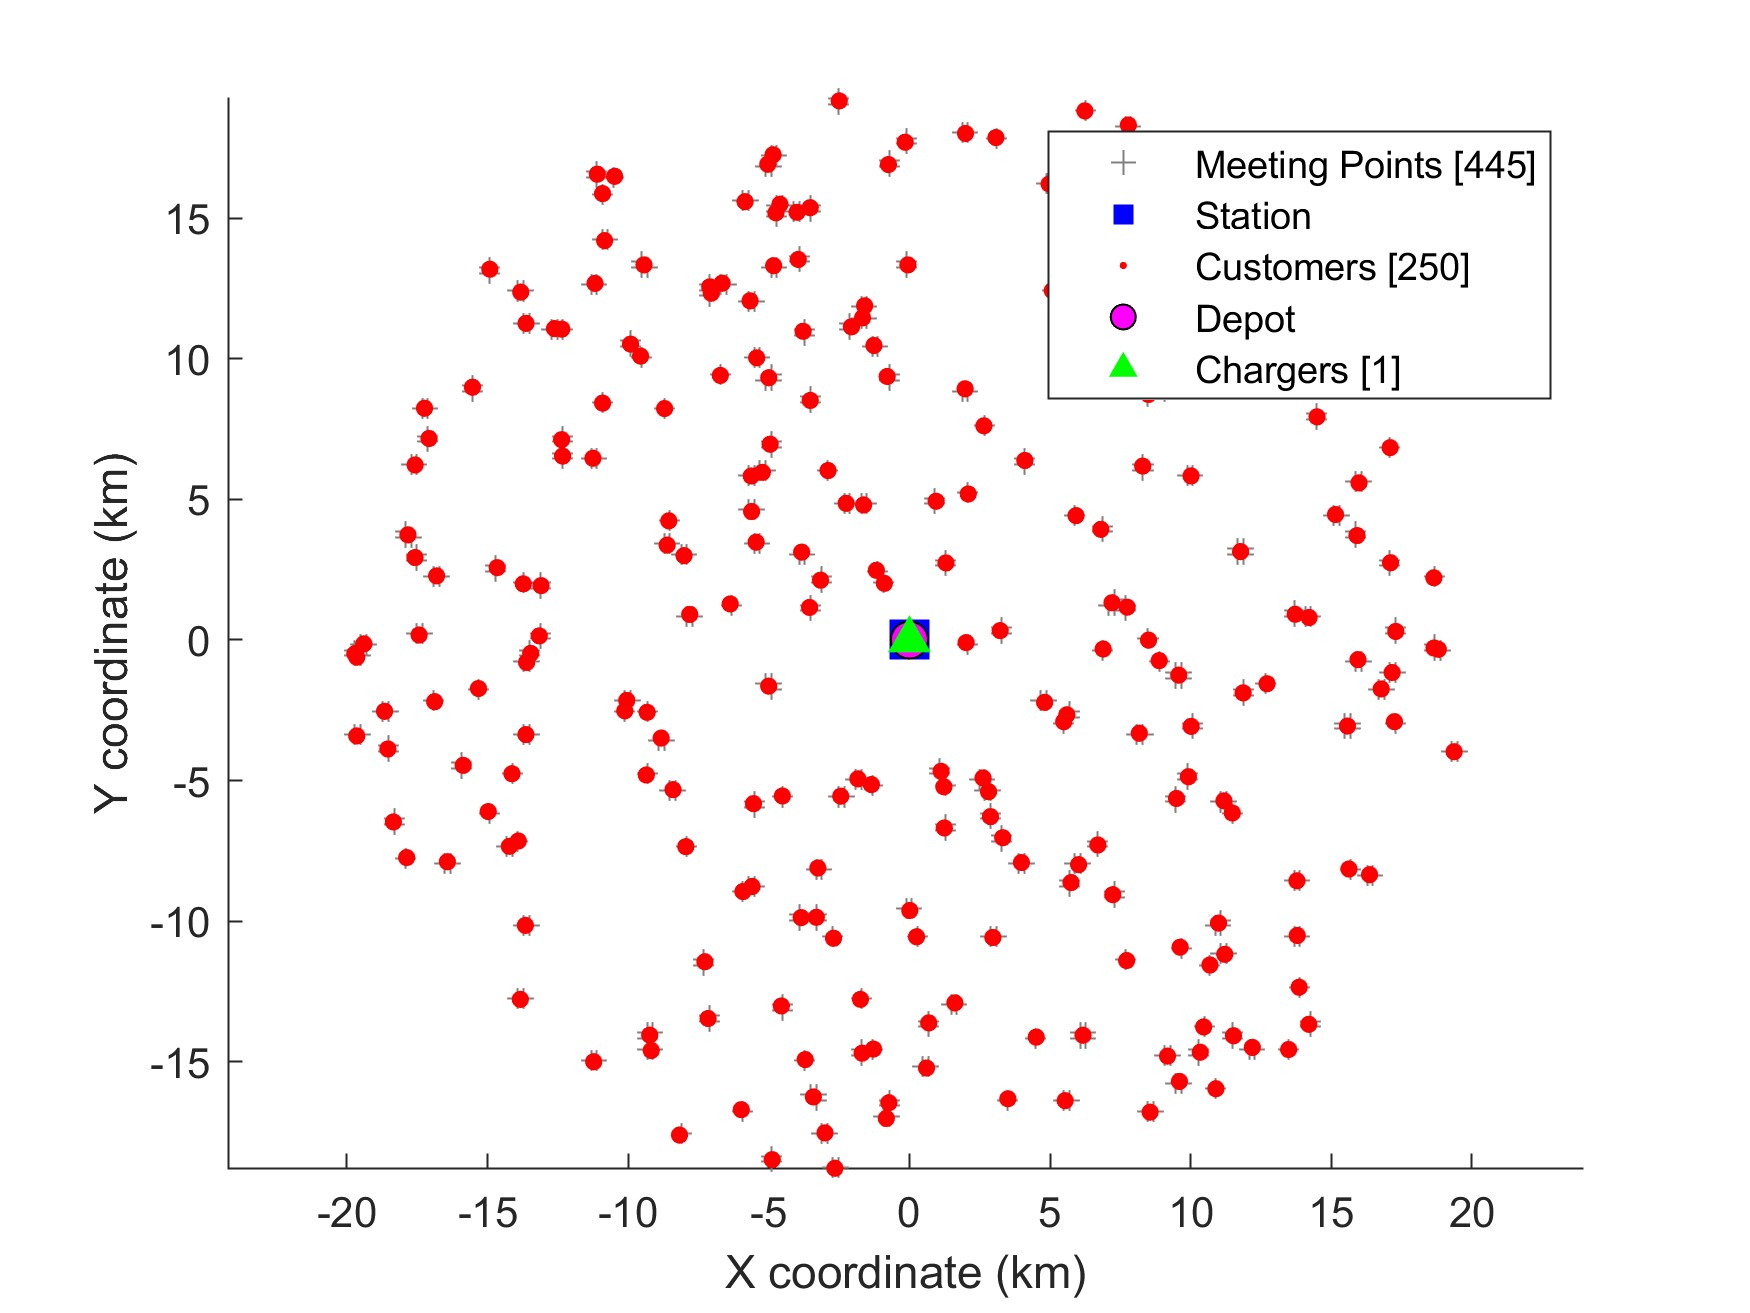 Meeting Points [445]
Station
Customers [250]
Depot
Chargers [1]
15
10
5
0
-5
-10
-15
Y coordinate (km)
-20 -15 -10 -5 0 5 10 15 20
X coordinate (km)